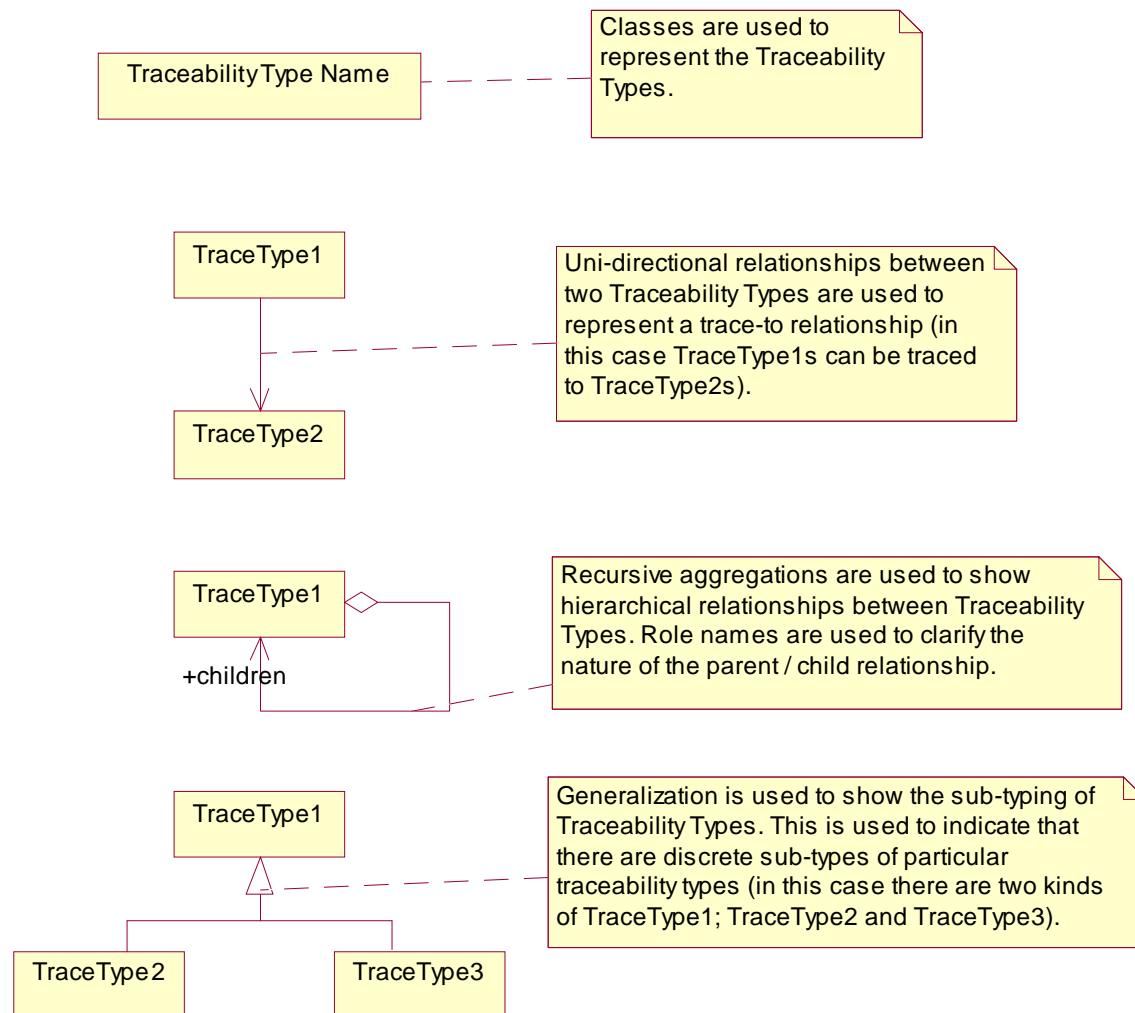 TraceabilityType Name
Classes are used to
represent the Traceability
Types.
TraceType1
Uni-directional relationships between
two Traceability Types are used to
represent a trace-to relationship (in
this case TraceType1s can be traced
to TraceType2s).
TraceType2
TraceType1
+children
Recursive aggregations are used to show
hierarchical relationships between Traceability
Types. Role names are used to clarify the
nature of the parent / child relationship.
TraceType1
Generalization is used to show the sub-typing of
Traceability Types. This is used to indicate that
there are discrete sub-types of particular
traceability types (in this case there are two kinds
of TraceType1; TraceType2 and TraceType3).
TraceType2
TraceType3